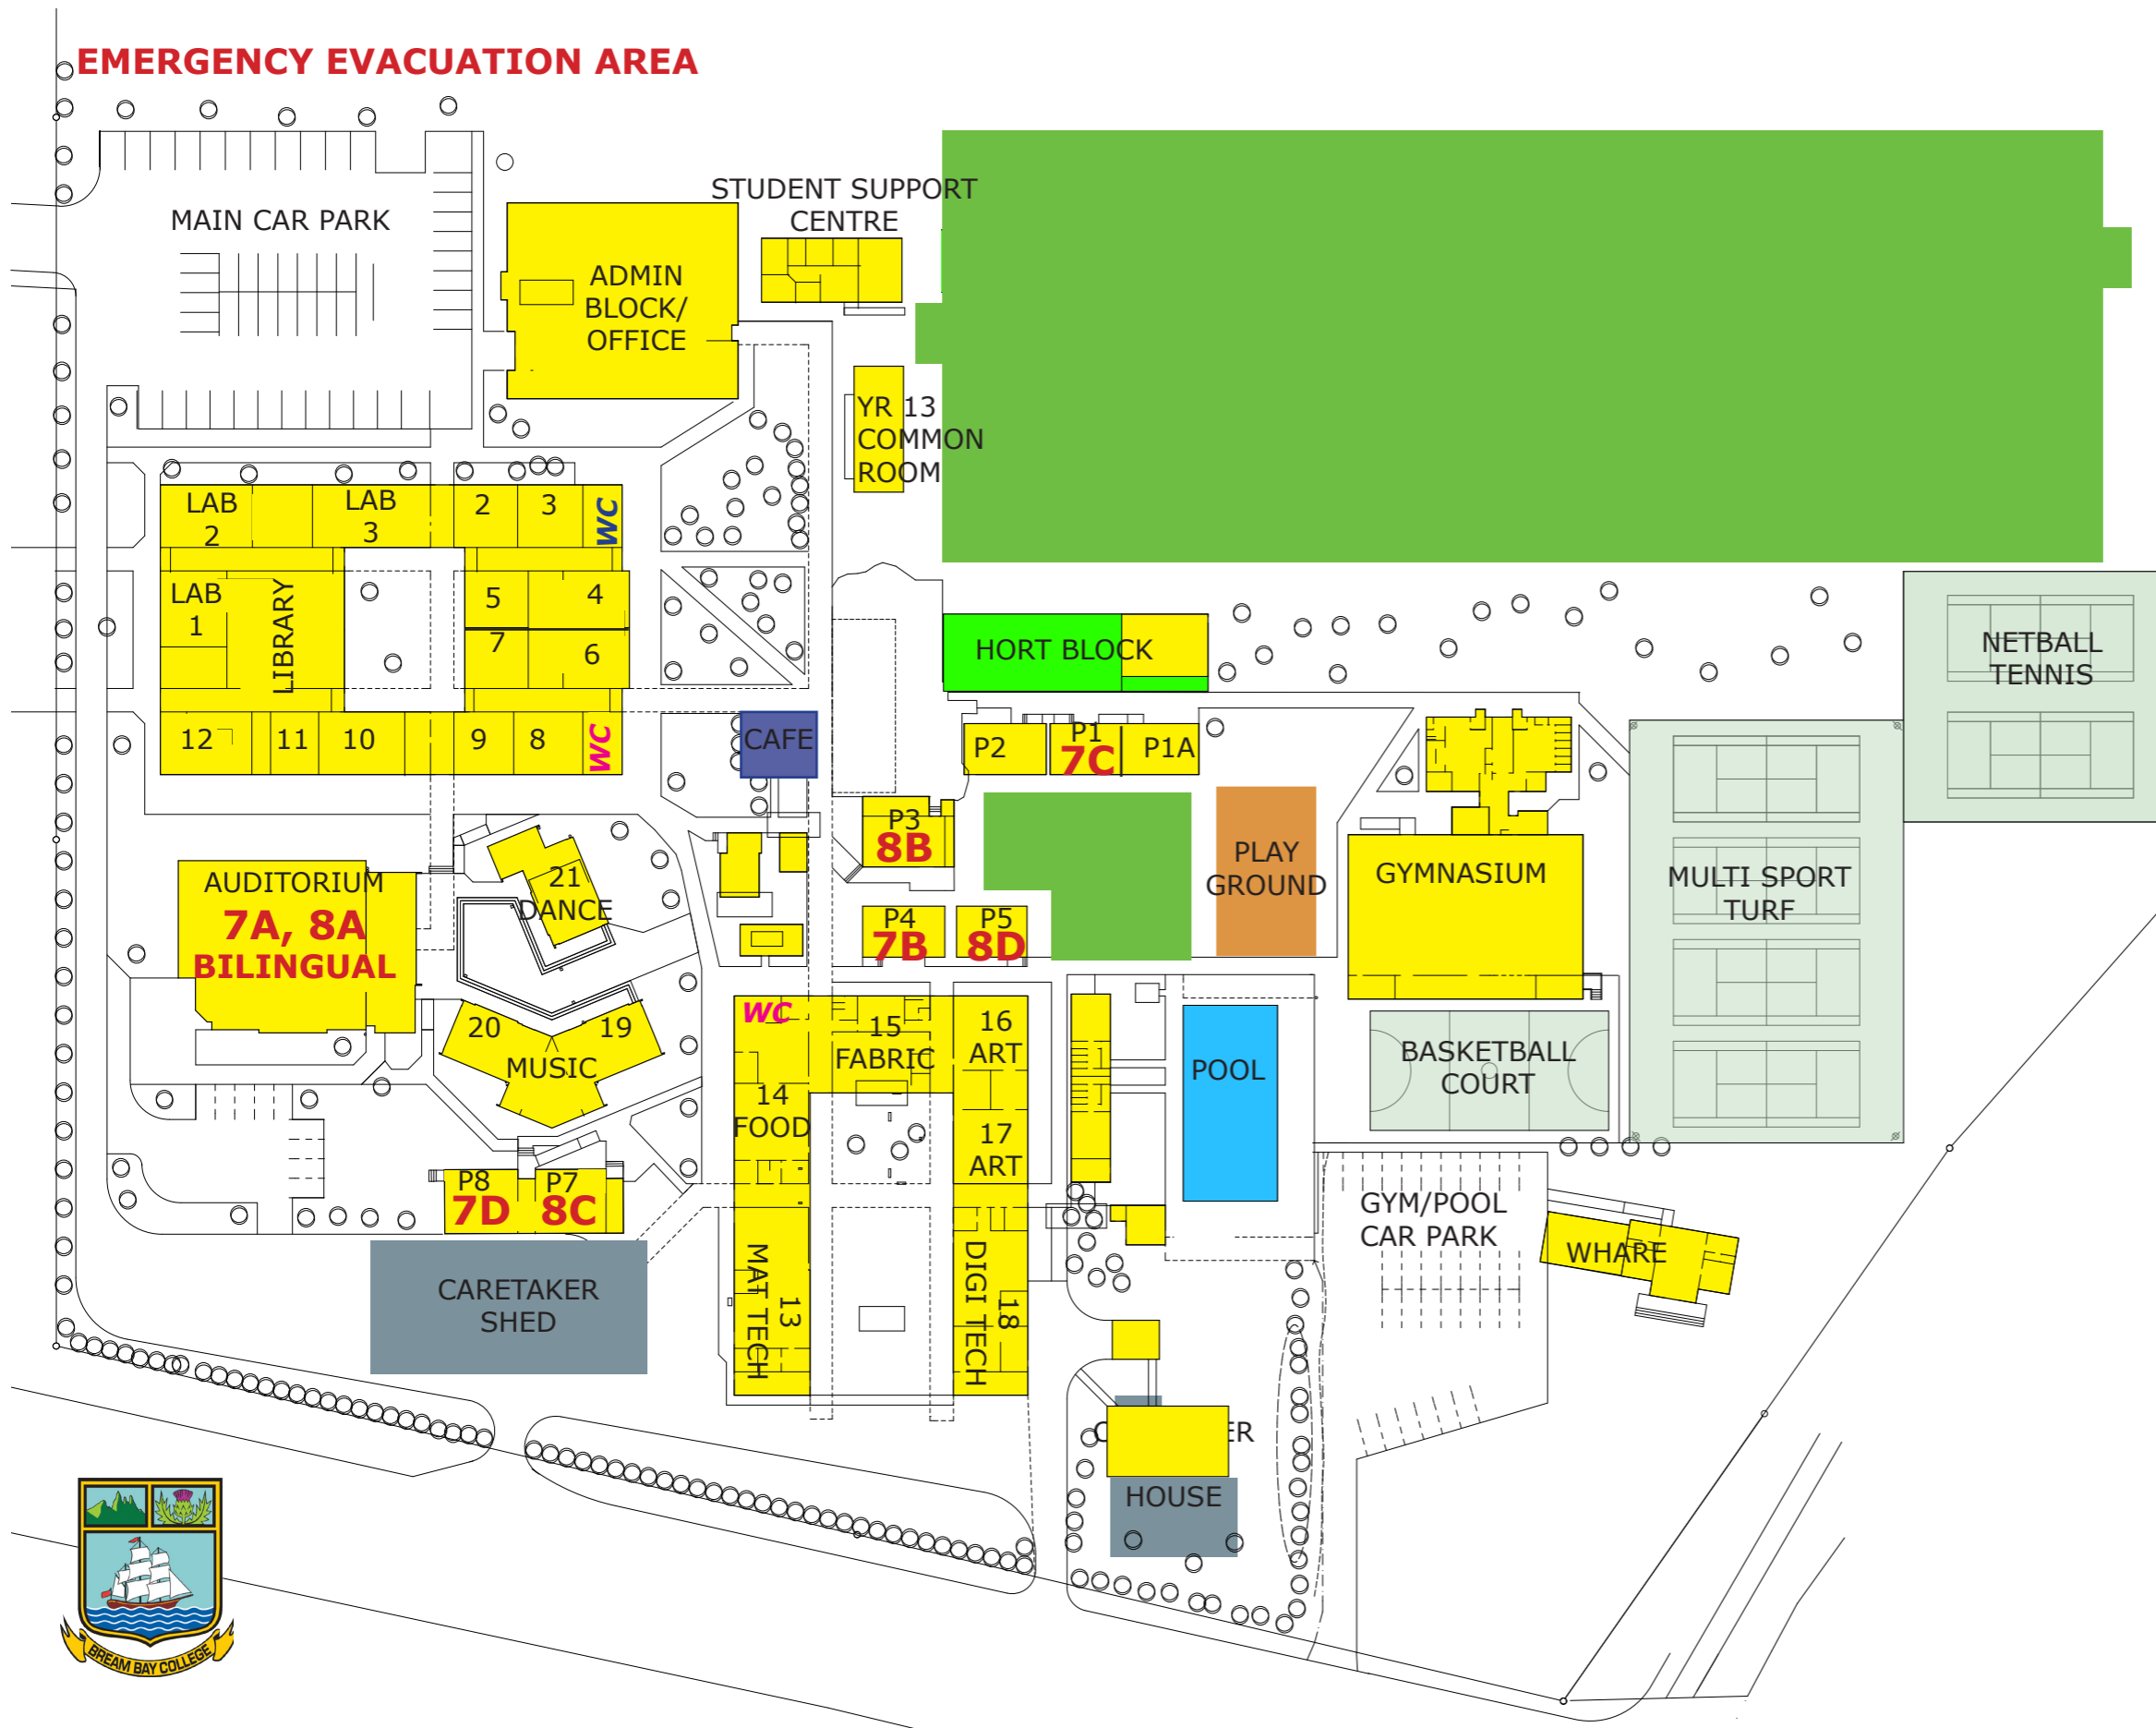 EMERGENCY EVACUATION AREA
STUDENT SUPPORT
CENTRE
MAIN CAR PARK
ADMIN
BLOCK/
OFFICE
YR 13
COMMON
ROOM
LAB
2
LAB
3
2
3
WC
LAB
1
LIBRARY
5
4
7
6
12
11
10
9
8
WC
CAFE
HORT BLOCK
NETBALL
TENNIS
P2
P1
7C
P1A
P3
8B
PLAY
GROUND
GYMNASIUM
MULTI SPORT
TURF
AUDITORIUM
7A, 8A
BILINGUAL
21
DANCE
P4
7B
P5
8D
20
19
MUSIC
WC
15
FABRIC
16
ART
14
FOOD
17
ART
POOL
BASKETBALL
COURT
P8
7D
P7
8C
GYM/POOL
CAR PARK
WHARE
CARETAKER
SHED
MAT TECH
13
DIGI TECH
18
HOUSE
BREAM BAY COLLEGE